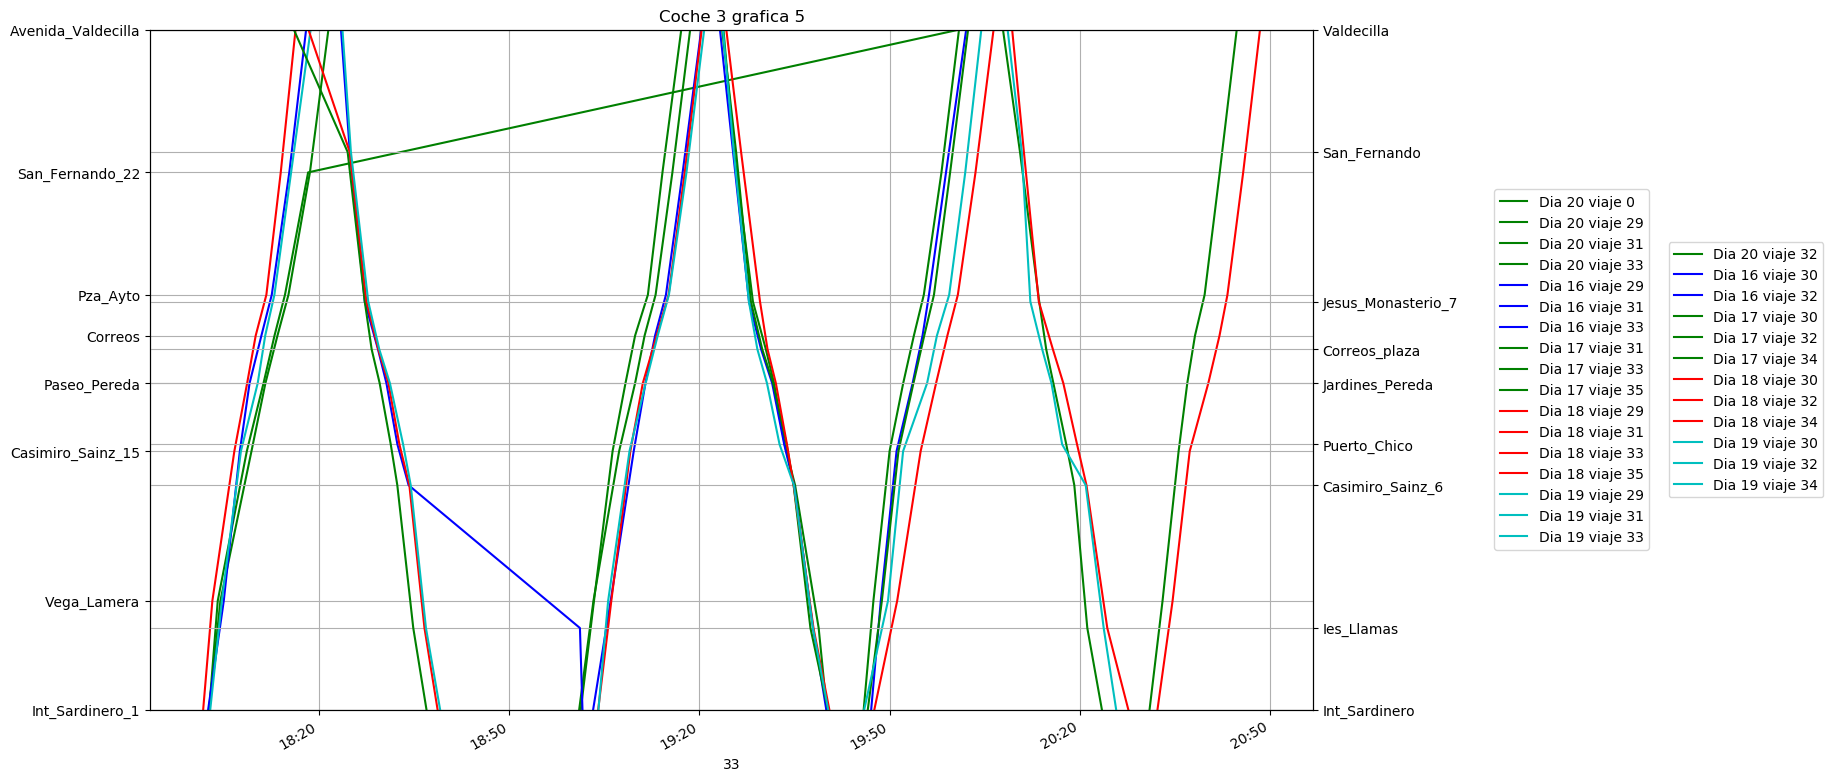 Coche 3 grafica 5
Avenida_Valdecilla
San_Fernando_22
Pza_Ayto
Correos
Paseo_Pereda
Casimiro_Sainz_15
Vega_Lamera
Int_Sardinero_1
Valdecilla
San_Fernando
Jesus_Monasterio_7
Correos_plaza
Jardines_Pereda
Puerto_Chico
Casimiro_Sainz_6
Ies_Llamas
Int_Sardinero
18:20
18:50
19:20
19:50
20:20
20:50
33
Dia 20 viaje 0
Dia 20 viaje 29
Dia 20 viaje 31
Dia 20 viaje 33
Dia 16 viaje 29
Dia 16 viaje 31
Dia 16 viaje 33
Dia 17 viaje 31
Dia 17 viaje 33
Dia 17 viaje 35
Dia 18 viaje 29
Dia 18 viaje 31
Dia 18 viaje 33
Dia 18 viaje 35
Dia 19 viaje 29
Dia 19 viaje 31
Dia 19 viaje 33
Dia 20 viaje 32
Dia 16 viaje 30
Dia 16 viaje 32
Dia 17 viaje 30
Dia 17 viaje 32
Dia 17 viaje 34
Dia 18 viaje 30
Dia 18 viaje 32
Dia 18 viaje 34
Dia 19 viaje 30
Dia 19 viaje 32
Dia 19 viaje 34